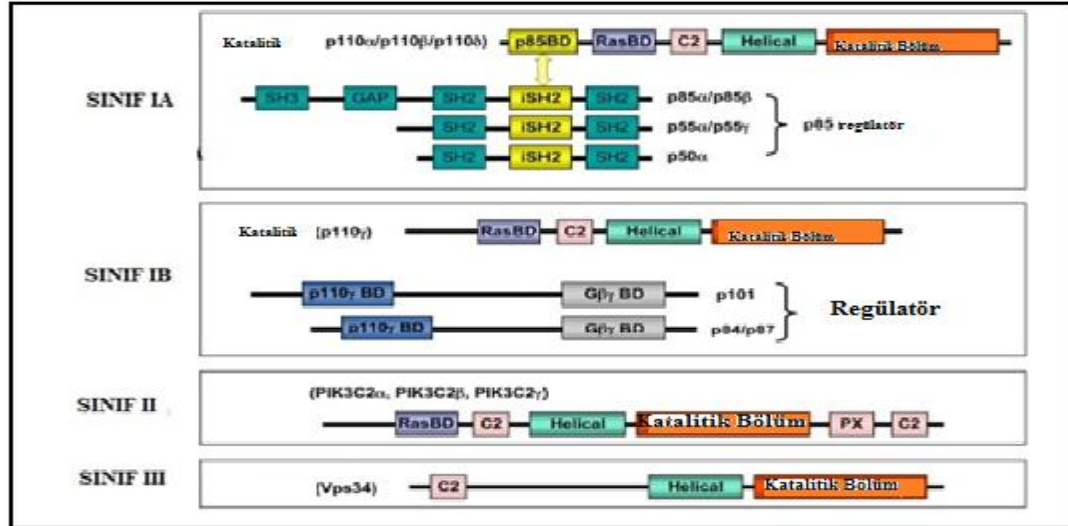 Katalitik p110α/p110β/p110δ) p85BD RasBD C2 Helical Katalitik Bölüm
SINIF IA
SH3 GAP SH2 iSH2 SH2 p85α/p85β
SH2 iSH2 SH2 p55α/p55γ
p85 regülatör
SH2 iSH2 SH2 p50α
Katalitik (p110γ) RasBD C2 Helical Katalitik Bölüm
SINIF IB
p110γ BD Gβγ BD p101
Regülatör
p110γ BD Gβγ BD p84/p87
(PIK3C2α, PIK3C2β, PIK3C2γ)
SINIF II
RasBD C2 Helical Katalitik Bölüm PX C2
SINIF III
(Vps34) C2 Helical Katalitik Bölüm